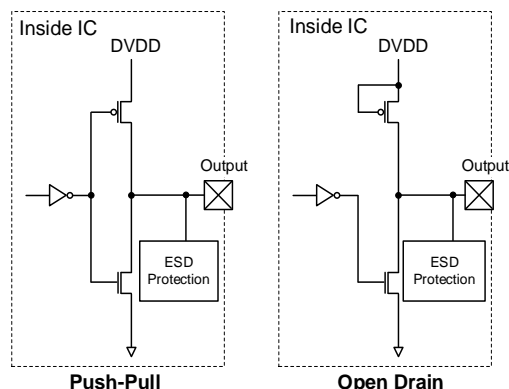 Inside IC
DVDD
Output
ESD
Protection
Push-Pull
Inside IC
DVDD
Output
ESD
Protection
Open Drain